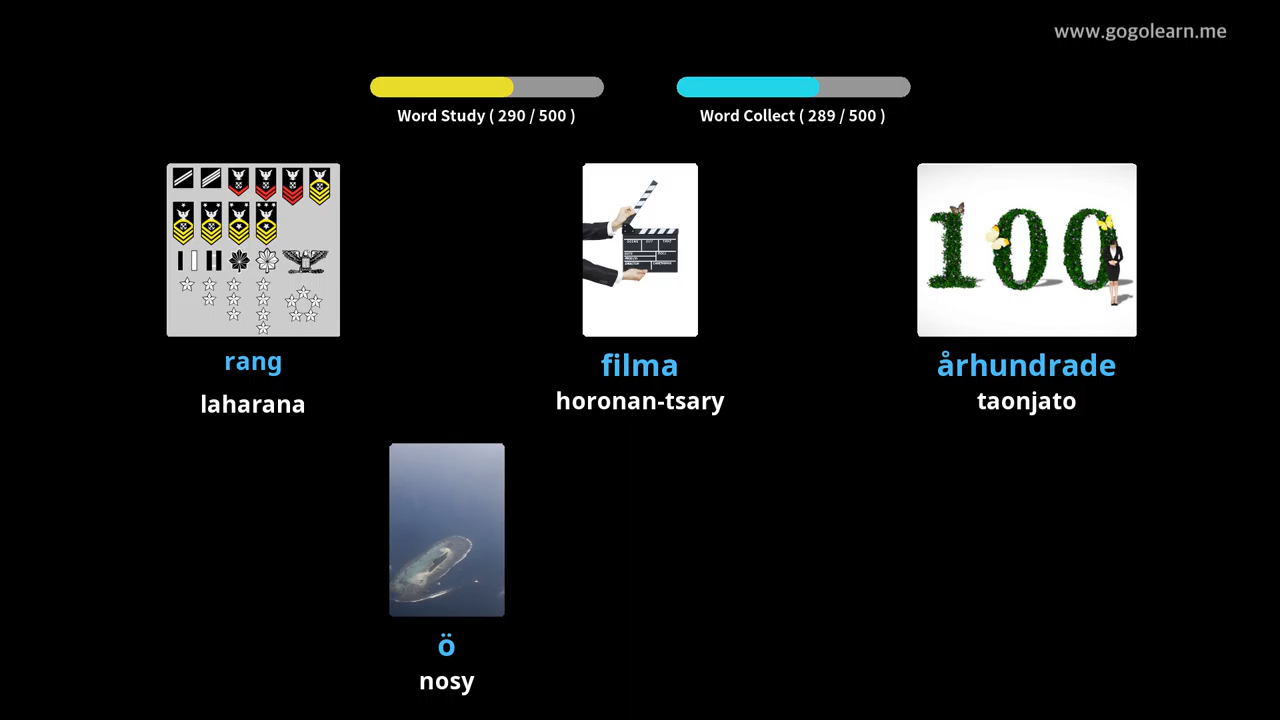 www.gogolearn.me
Word Study ( 290 / 500 )
Word Collect ( 289 / 500 )
100
rang
laharana
filma
horonan-tsary
århundrade
taonjato
ö
nosy